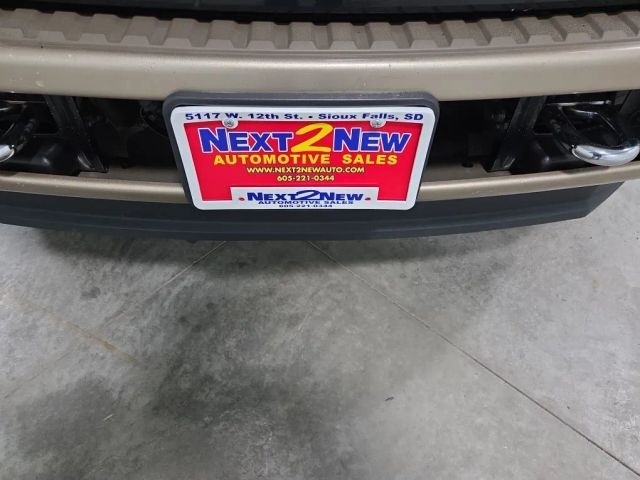 5117 W. 12th St. • Sioux Falls, SD
NEXT2NEW
AUTOMOTIVE SALES
WWW.NEXT2NEWAUTO.COM
605-221-0344
NEXT2NEW
AUTOMOTIVE SALES
605-221-0344